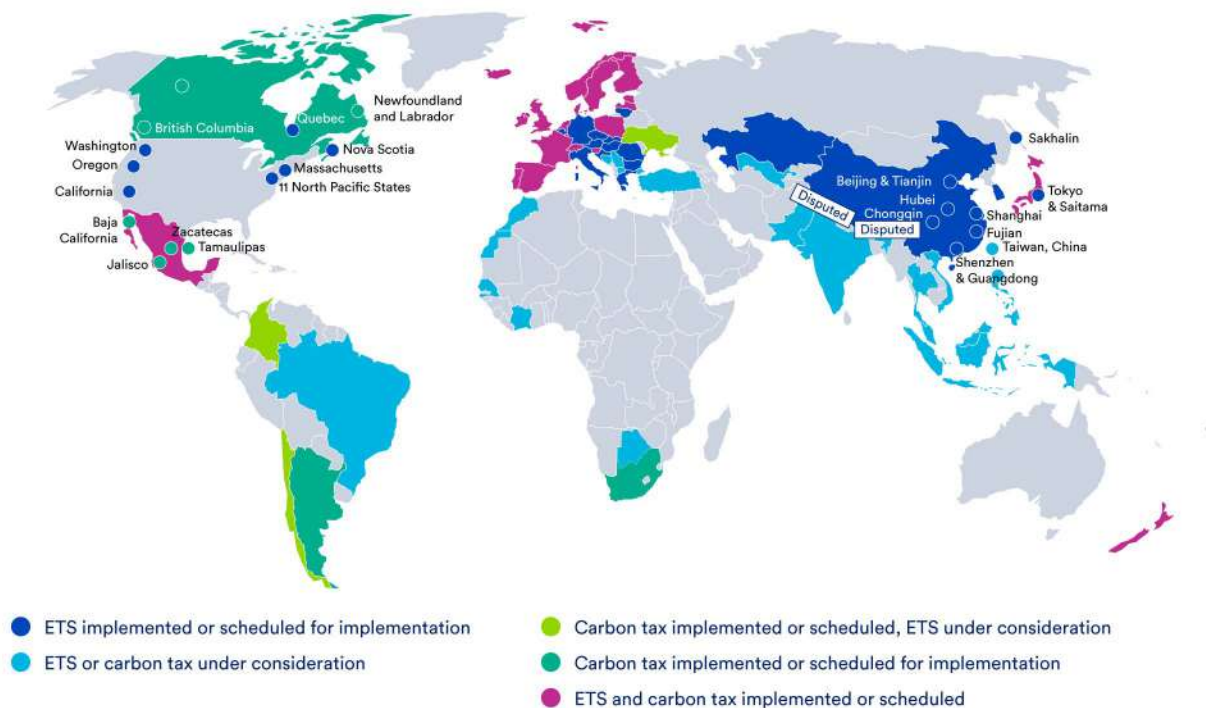 Newfoundland
and Labrador
British Columbia
Quebec
Washington
Oregon
Nova Scotia
Massachusetts
11 North Pacific States
California
Baja
California
Zacatecas
Tamaulipas
Jalisco
Sakhalin
Beijing & Tianjin
Hubei
Chongqin
Disputed
Disputed
Tokyo
& Saitama
Shanghai
Fujian
Taiwan, China
Shenzhen
& Guangdong
ETS implemented or scheduled for implementation
ETS or carbon tax under consideration
Carbon tax implemented or scheduled, ETS under consideration
Carbon tax implemented or scheduled for implementation
ETS and carbon tax implemented or scheduled